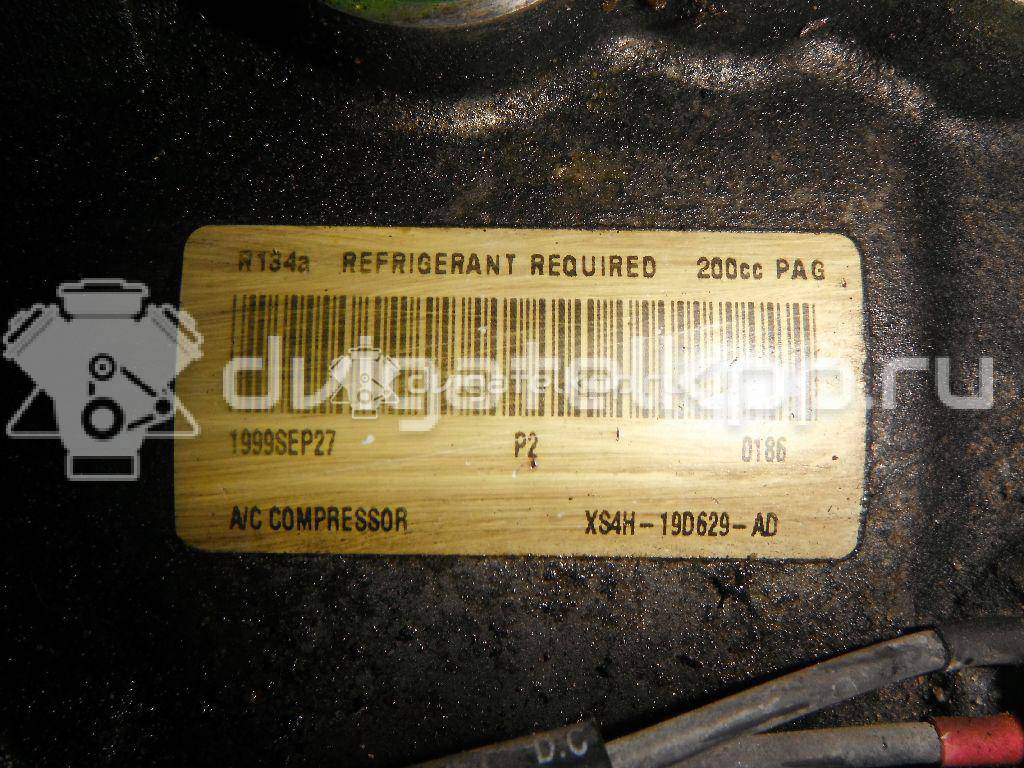 R134a REFRIGERANT REQUIRED 200cc PAG
dvigatelkpp.ru
1999SEP27 P2 0186
A/C COMPRESSOR XS4H-19D629-AD
D.C